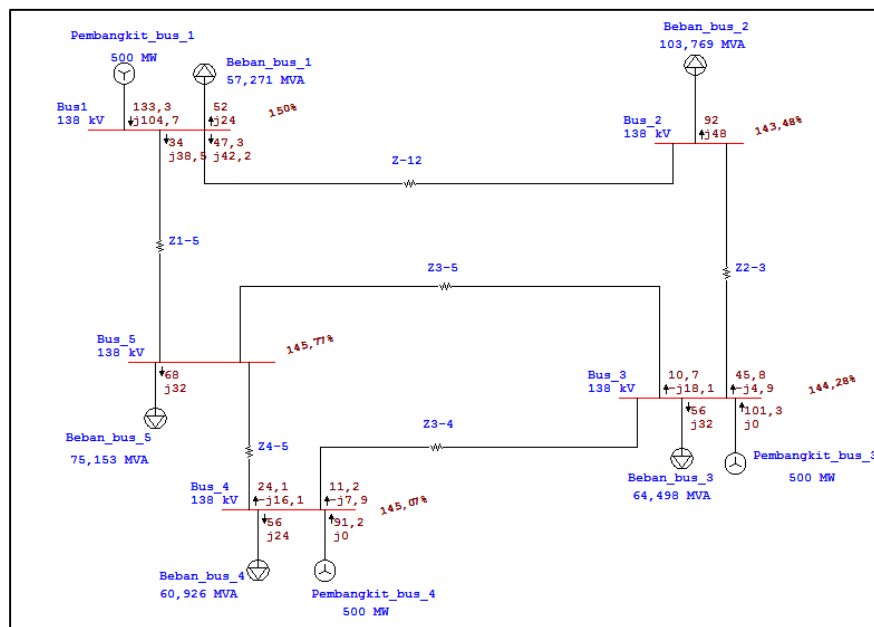 Pembangkit_bus_1
500 MW
Beban_bus_1
57,271 MVA
Beban_bus_2
103,769 MVA
Bus1
138 kV
133,3
j104,7
52
j24
150%
34
j38,5
47,3
j42,2
Bus_2
138 kV
92
j48
143,48%
Z-12
Z1-5
Z3-5
Z2-3
Bus_5
138 kV
145,77%
68
j32
Beban_bus_5
75,153 MVA
Z4-5
Z3-4
Bus_3
138 kV
10,7
-j18,1
45,8
-j4,9
144,28%
56
j32
101,3
j0
Beban_bus_3
64,498 MVA
Pembangkit_bus_3
500 MW
Bus_4
138 kV
24,1
-j16,1
11,2
-j7,9
145,07%
56
j24
91,2
j0
Beban_bus_4
60,926 MVA
Pembangkit_bus_4
500 MW